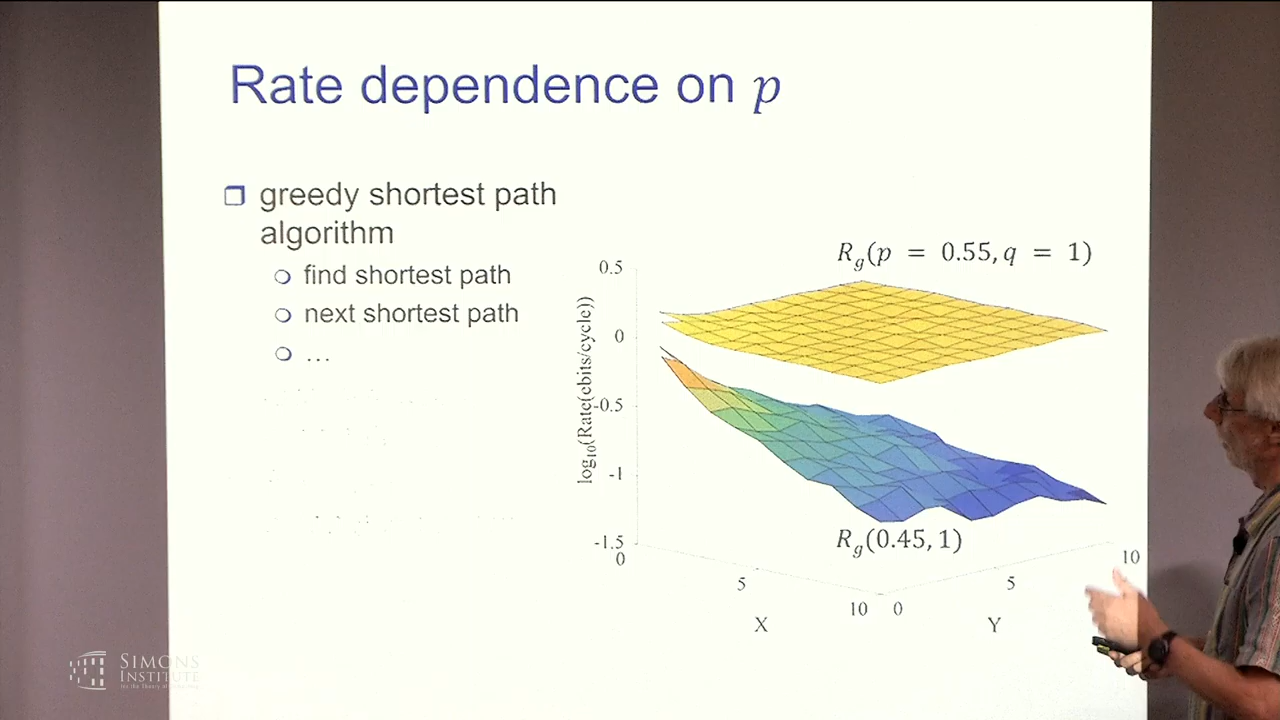 Rate dependence on p
greedy shortest path
algorithm
find shortest path
next shortest path
...
R_g(p = 0.55, q = 1)
0.5
0
-0.5
-1
-1.5
log₁₀(Rate(ebits/cycle))
R_g(0.45, 1)
0
5
10
X
0
5
10
Y
SIMONS
INSTITUTE